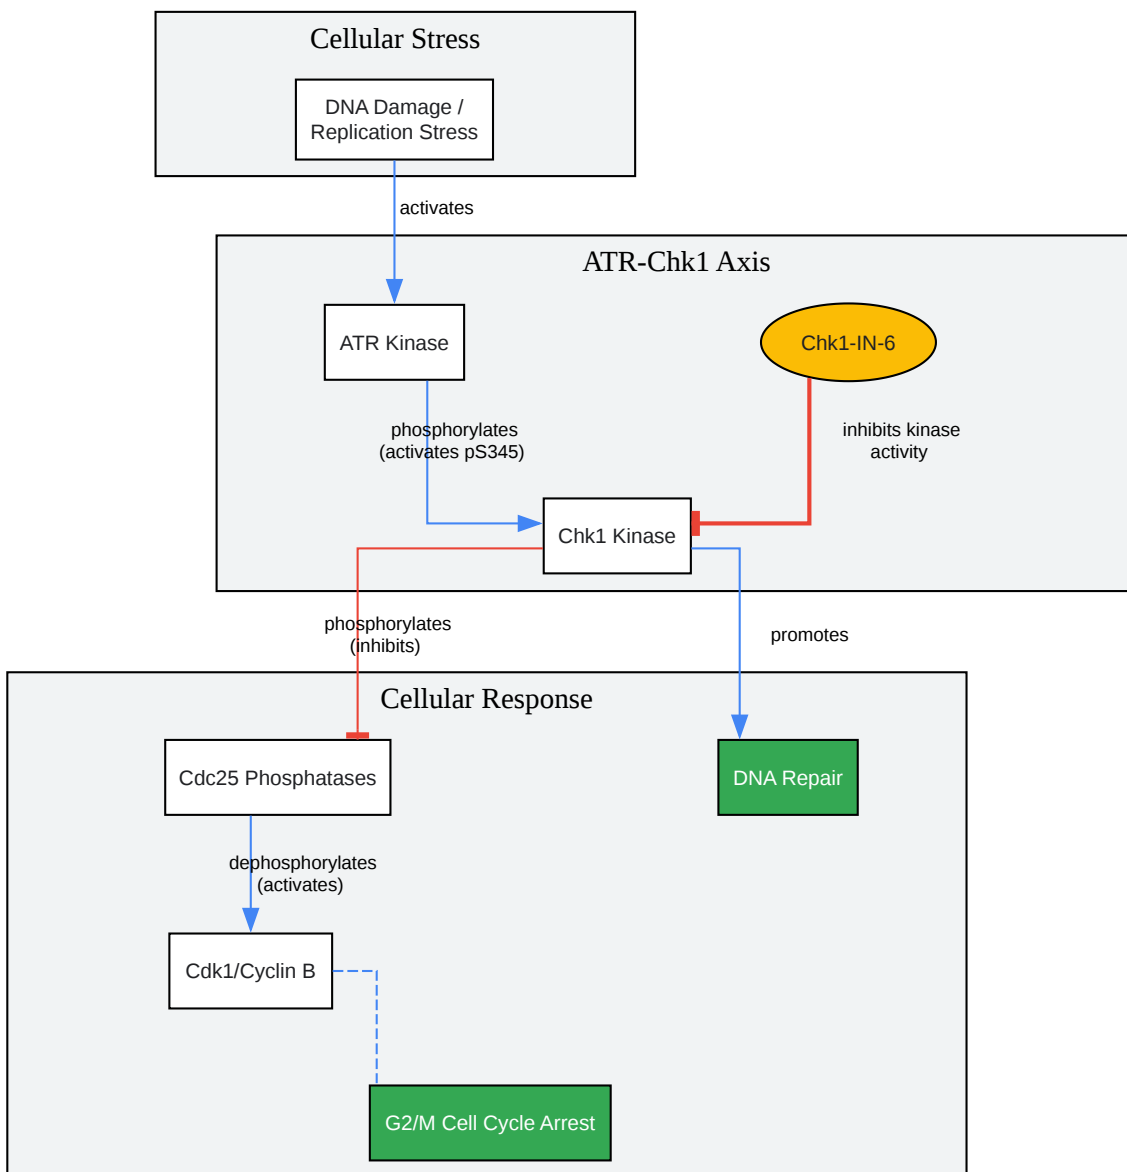 Cellular Stress
DNA Damage /
Replication Stress
activates
ATR-Chk1 Axis
ATR Kinase
Chk1-IN-6
phosphorylates
(activates pS345)
inhibits kinase
activity
Chk1 Kinase
phosphorylates
(inhibits)
promotes
Cellular Response
Cdc25 Phosphatases
DNA Repair
dephosphorylates
(activates)
Cdk1/Cyclin B
G2/M Cell Cycle Arrest